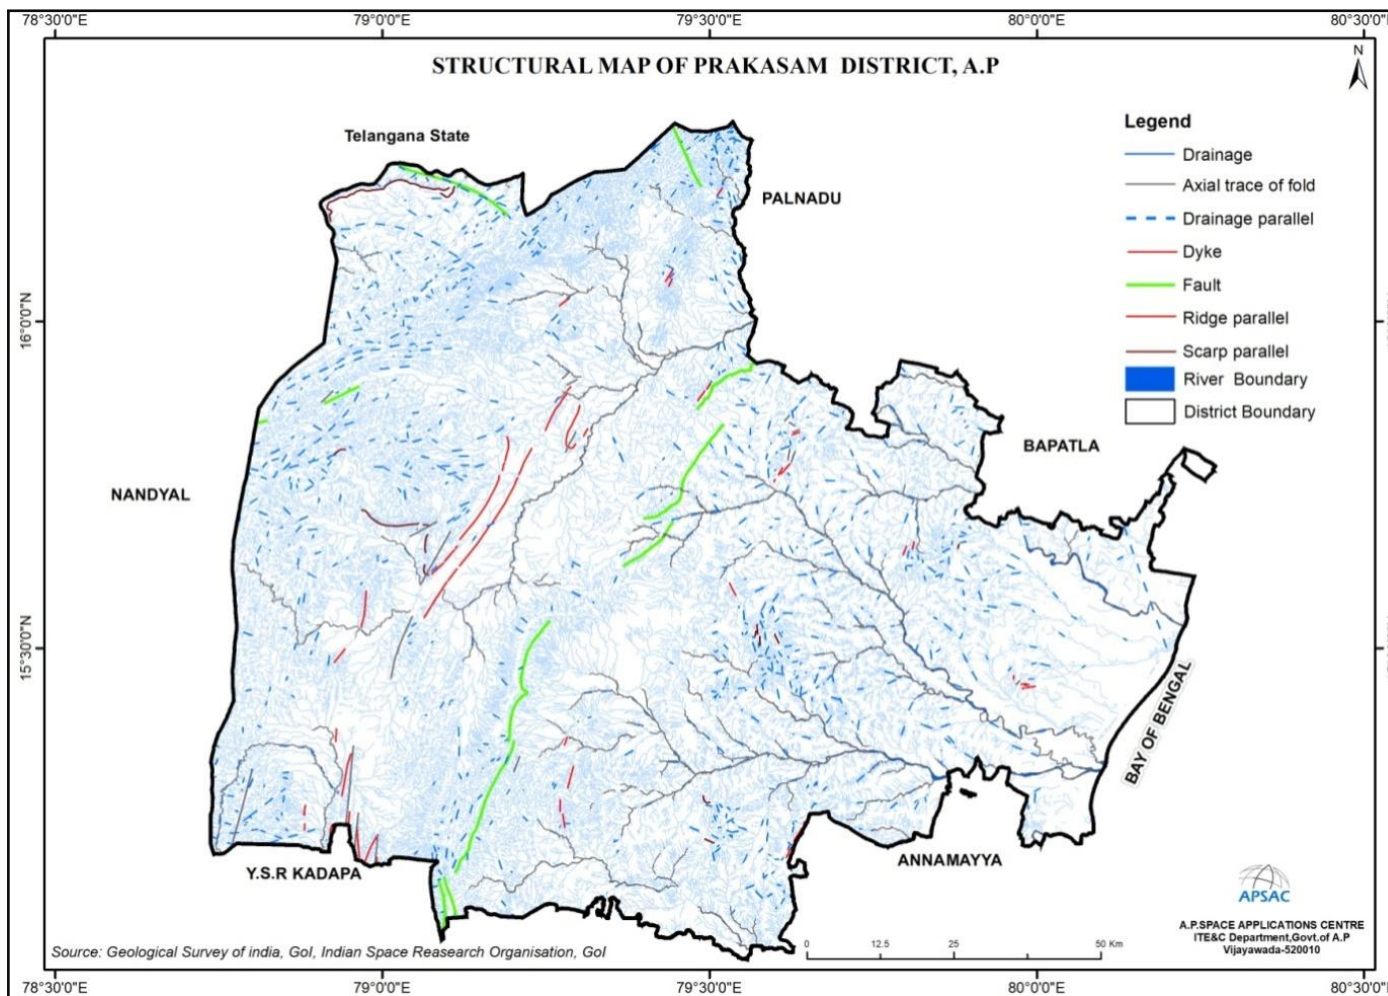 78°30'0"E 79°0'0"E 79°30'0"E 80°0'0"E 80°30'0"E
STRUCTURAL MAP OF PRAKASAM DISTRICT, A.P
N
Telangana State
PALNADU
BAPATLA
NANDYAL
BAY OF BENGAL
Y.S.R KADAPA
ANNAMAYYA
16°0'0"N
15°30'0"N
Legend
Drainage
Axial trace of fold
Drainage parallel
Dyke
Fault
Ridge parallel
Scarp parallel
River Boundary
District Boundary
APSAC
A.P.SPACE APPLICATIONS CENTRE
ITE&C Department,Govt.of A.P
Vijayawada-520010
0 12.5 25 50 Km
Source: Geological Survey of india, GoI, Indian Space Reasearch Organisation, GoI
78°30'0"E 79°0'0"E 79°30'0"E 80°0'0"E 80°30'0"E